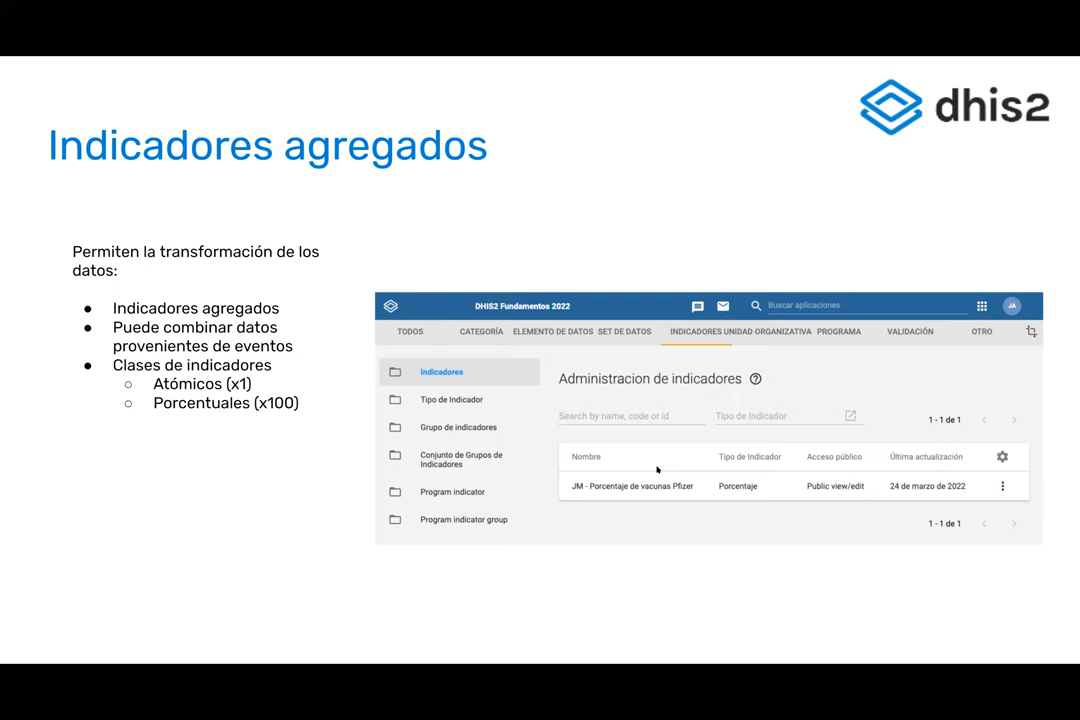 dhis2
Indicadores agregados
Permiten la transformación de los
datos:
● Indicadores agregados
● Puede combinar datos
provenientes de eventos
● Clases de indicadores
○ Atómicos (x1)
○ Porcentuales (x100)
DHIS2 Fundamentos 2022
Buscar aplicaciones
JA
TODOS CATEGORÍA ELEMENTO DE DATOS SET DE DATOS INDICADORES UNIDAD ORGANIZATIVA PROGRAMA VALIDACIÓN OTRO
Indicadores
Tipo de Indicador
Grupo de indicadores
Conjunto de Grupos de
Indicadores
Program indicator
Program indicator group
Administracion de indicadores
Search by name, code or id Tipo de Indicador 1 - 1 de 1
Nombre Tipo de Indicador Acceso público Última actualización
JM - Porcentaje de vacunas Pfizer Porcentaje Public view/edit 24 de marzo de 2022
1 - 1 de 1